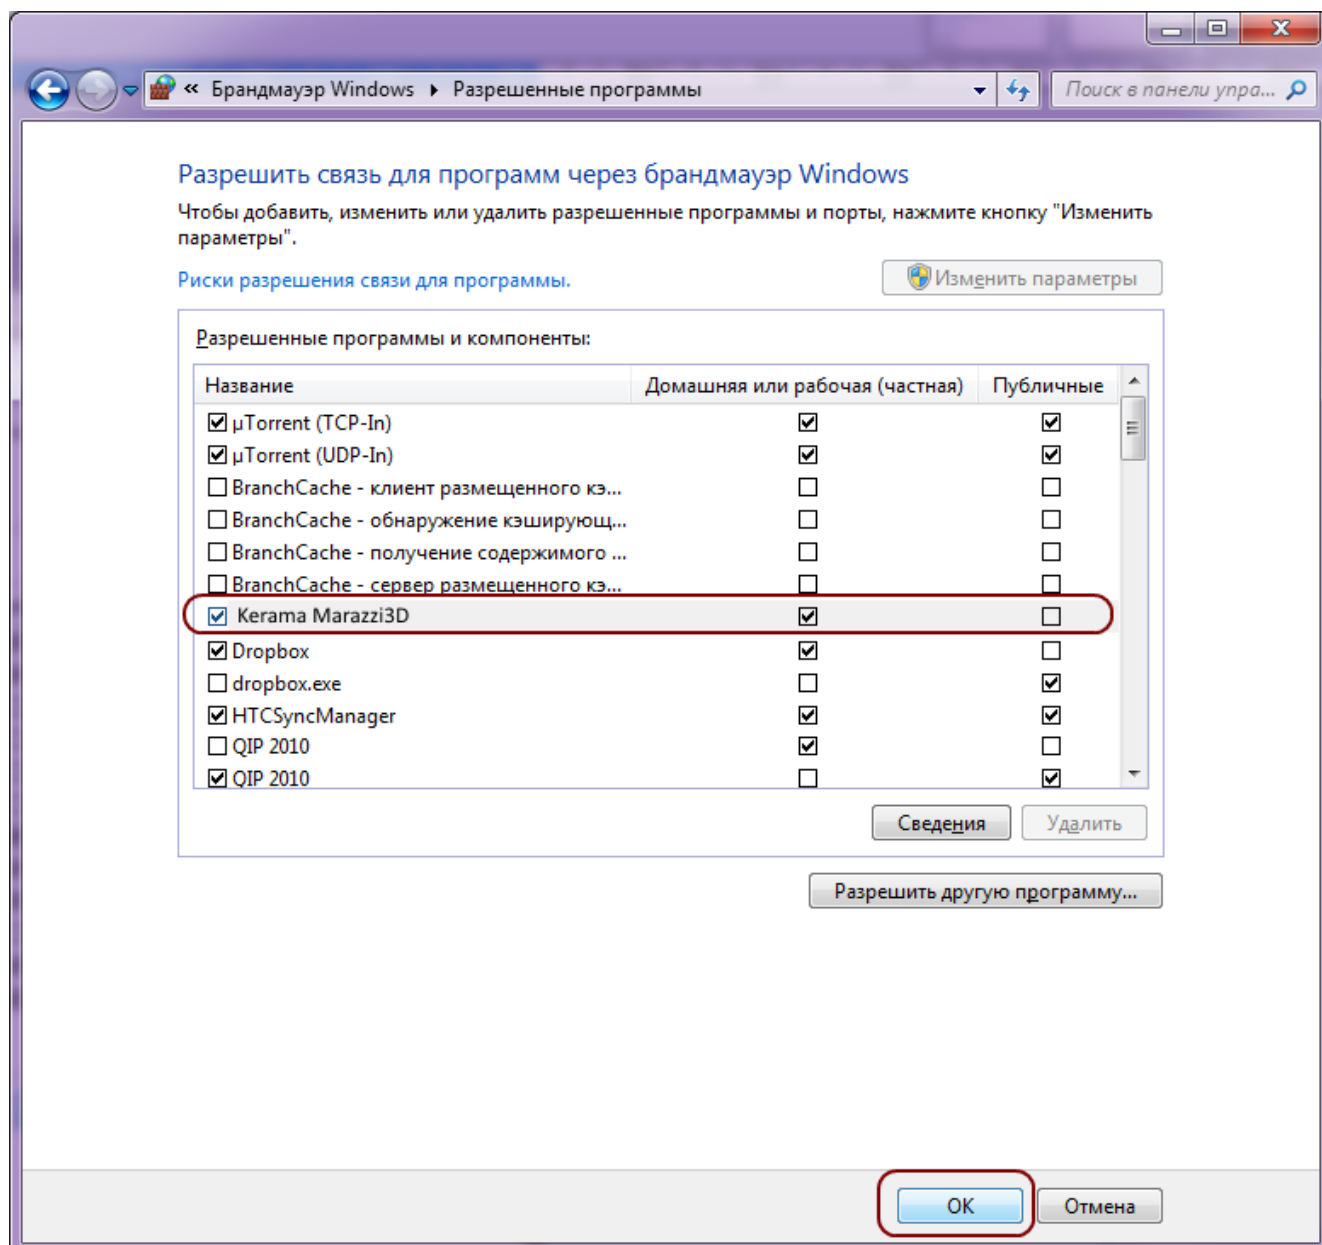 « Брандмауэр Windows Разрешенные программы
Поиск в панели упра...
Разрешить связь для программ через брандмауэр Windows
Чтобы добавить, изменить или удалить разрешенные программы и порты, нажмите кнопку "Изменить
параметры".
Риски разрешения связи для программы.
Изменить параметры
Разрешенные программы и компоненты:
Название Домашняя или рабочая (частная) Публичные
µTorrent (TCP-In)
µTorrent (UDP-In)
BranchCache - клиент размещенного кэ...
BranchCache - обнаружение кэширующ...
BranchCache - получение содержимого ...
BranchCache - сервер размещенного кэ...
Kerama Marazzi3D
Dropbox
dropbox.exe
HTCSyncManager
QIP 2010
QIP 2010
Сведения Удалить
Разрешить другую программу...
ОК Отмена